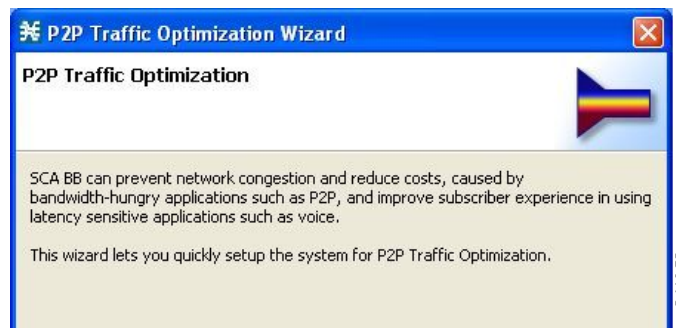 P2P Traffic Optimization Wizard
P2P Traffic Optimization
SCA BB can prevent network congestion and reduce costs, caused by
bandwidth-hungry applications such as P2P, and improve subscriber experience in using
latency sensitive applications such as voice.
This wizard lets you quickly setup the system for P2P Traffic Optimization.